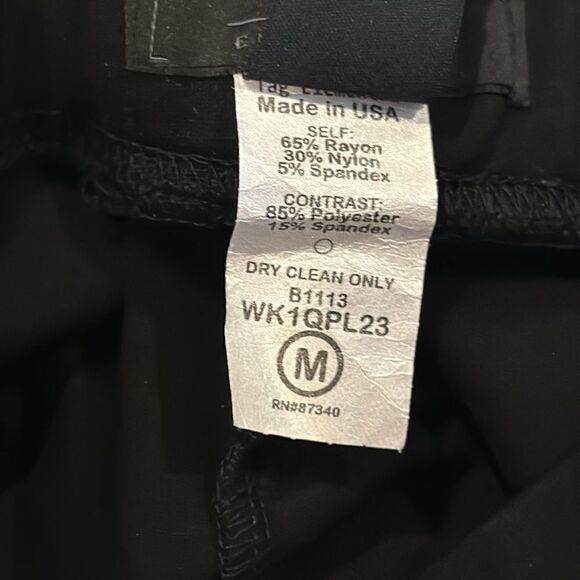 Made in USA
SELF:
65% Rayon
30% Nylon
5% Spandex
CONTRAST:
85% Polyester
15% Spandex
DRY CLEAN ONLY
B1113
WK1QPL23
M
RN#87340